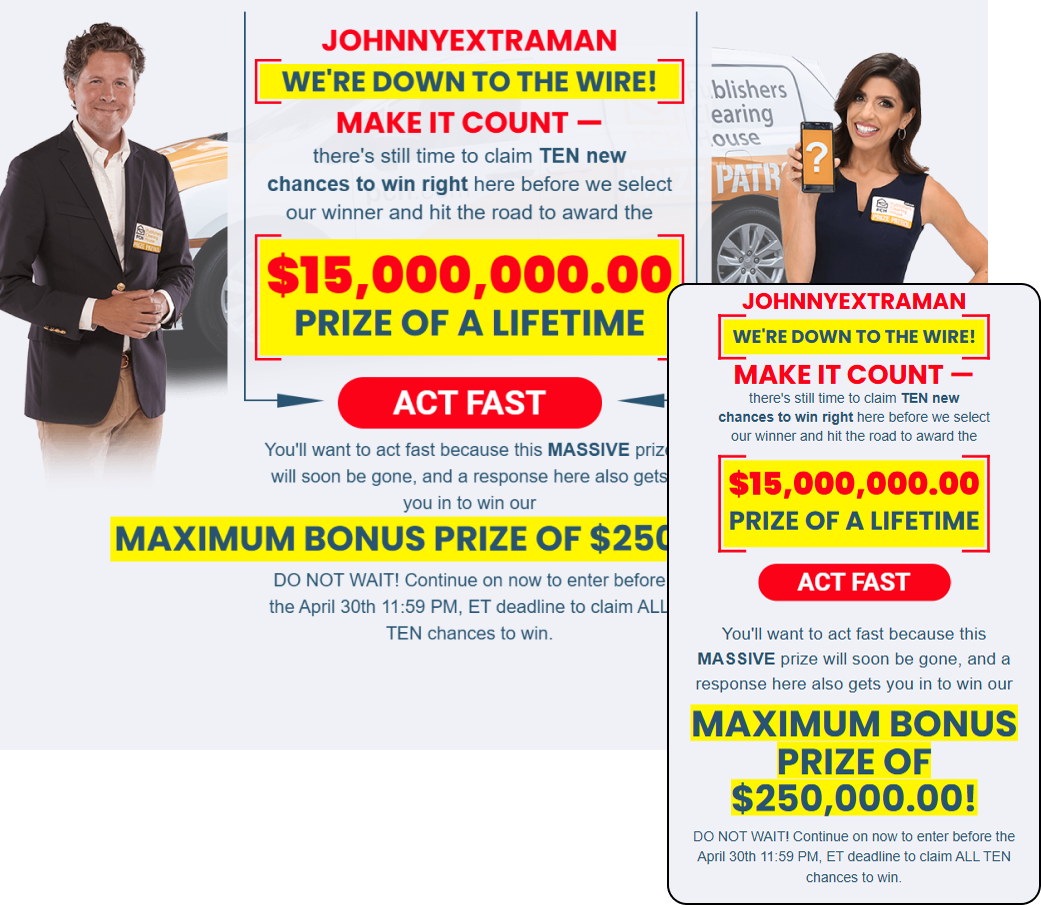 JOHNNYEXTRAMAN
WE'RE DOWN TO THE WIRE!
MAKE IT COUNT —
there's still time to claim TEN new
chances to win right here before we select
our winner and hit the road to award the
$15,000,000.00
PRIZE OF A LIFETIME
ACT FAST
You'll want to act fast because this MASSIVE
will soon be gone, and a response here also gets
you in to win our
MAXIMUM BONUS PRIZE OF
DO NOT WAIT! Continue on now to enter before
the April 30th 11:59 PM, ET deadline to claim ALL
TEN chances to win.
blishers
earing
ouse
PATR
?
JOHNNYEXTRAMAN
WE'RE DOWN TO THE WIRE!
MAKE IT COUNT —
there's still time to claim TEN new
chances to win right here before we select
our winner and hit the road to award the
$15,000,000.00
PRIZE OF A LIFETIME
ACT FAST
You'll want to act fast because this
MASSIVE prize will soon be gone, and a
response here also gets you in to win our
MAXIMUM BONUS
PRIZE OF
$250,000.00!
DO NOT WAIT! Continue on now to enter before the
April 30th 11:59 PM, ET deadline to claim ALL TEN
chances to win.